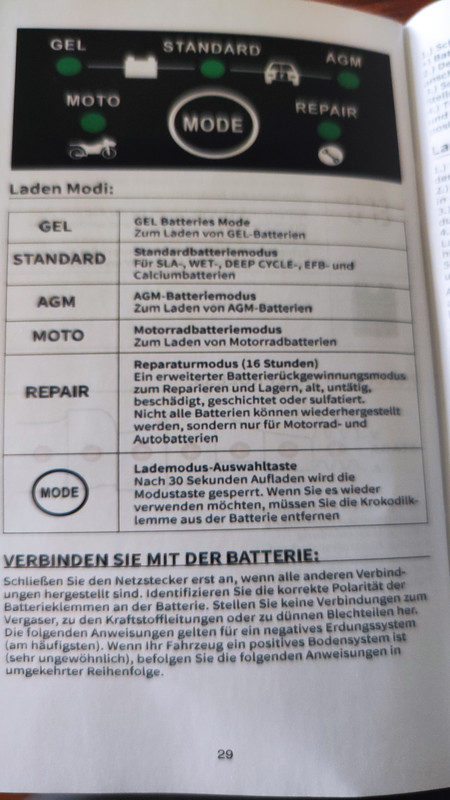 GEL STANDARD AGM
MOTO MODE REPAIR
Laden Modi:
GEL
GEL Batteries Mode
Zum Laden von GEL-Batterien
STANDARD
Standardbatteriemodus
Für SLA-, WET-, DEEP CYCLE-, EFB- und
Calciumbatterien
AGM
AGM-Batteriemodus
Zum Laden von AGM-Batterien
MOTO
Motorradbatteriemodus
Zum Laden von Motorradbatterien
REPAIR
Reparaturmodus (16 Stunden)
Ein erweiterter Batterierückgewinnungsmodus
zum Reparieren und Lagern, alt, untätig,
beschädigt, geschichtet oder sulfatiert.
Nicht alle Batterien können wiederhergestellt
werden, sondern nur für Motorrad- und
Autobatterien
MODE
Lademodus-Auswahltaste
Nach 30 Sekunden Aufladen wird die
Modustaste gesperrt. Wenn Sie es wieder
verwenden möchten, müssen Sie die Krokodilk-
lemme aus der Batterie entfernen
VERBINDEN SIE MIT DER BATTERIE:
Schließen Sie den Netzstecker erst an, wenn alle anderen Verbind-
ungen hergestellt sind. Identifizieren Sie die korrekte Polarität der
Batterieklemmen an der Batterie. Stellen Sie keine Verbindungen zum
Vergaser, zu den Kraftstoffleitungen oder zu dünnen Blechteilen her.
Die folgenden Anweisungen gelten für ein negatives Erdungssystem
(am häufigsten). Wenn Ihr Fahrzeug ein positives Bodensystem ist
(sehr ungewöhnlich), befolgen Sie die folgenden Anweisungen in
umgekehrter Reihenfolge.
29